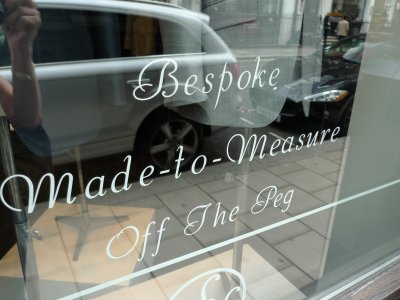 Bespoke
Made-to-Measure
Off The Peg